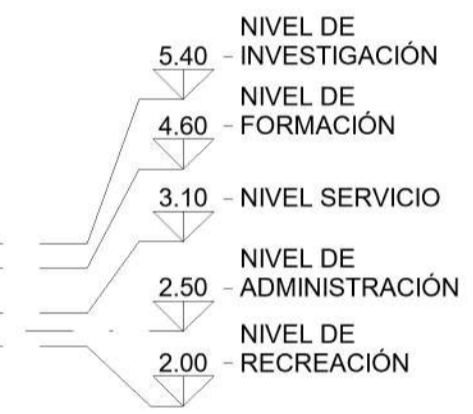 NIVEL DE
5.40 - INVESTIGACIÓN
NIVEL DE
4.60 - FORMACIÓN
3.10 - NIVEL SERVICIO
NIVEL DE
2.50 - ADMINISTRACIÓN
NIVEL DE
2.00 - RECREACIÓN